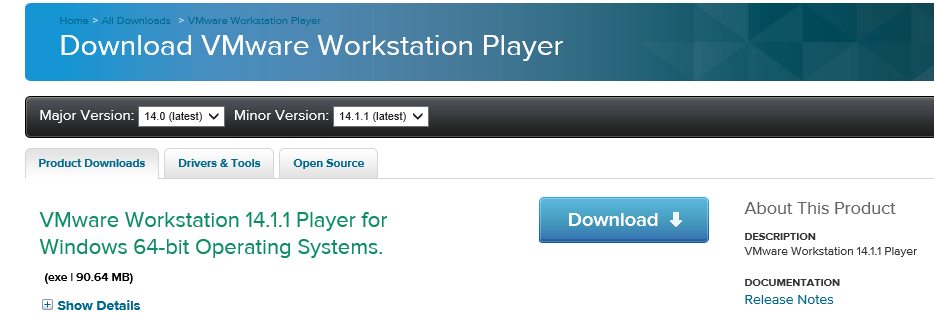 Home > All Downloads > VMware Workstation Player
Download VMware Workstation Player
Major Version: 14.0 (latest) Minor Version: 14.1.1 (latest)
Product Downloads Drivers & Tools Open Source
VMware Workstation 14.1.1 Player for
Windows 64-bit Operating Systems.
(exe | 90.64 MB)
Show Details
Download
About This Product
DESCRIPTION
VMware Workstation 14.1.1 Player
DOCUMENTATION
Release Notes